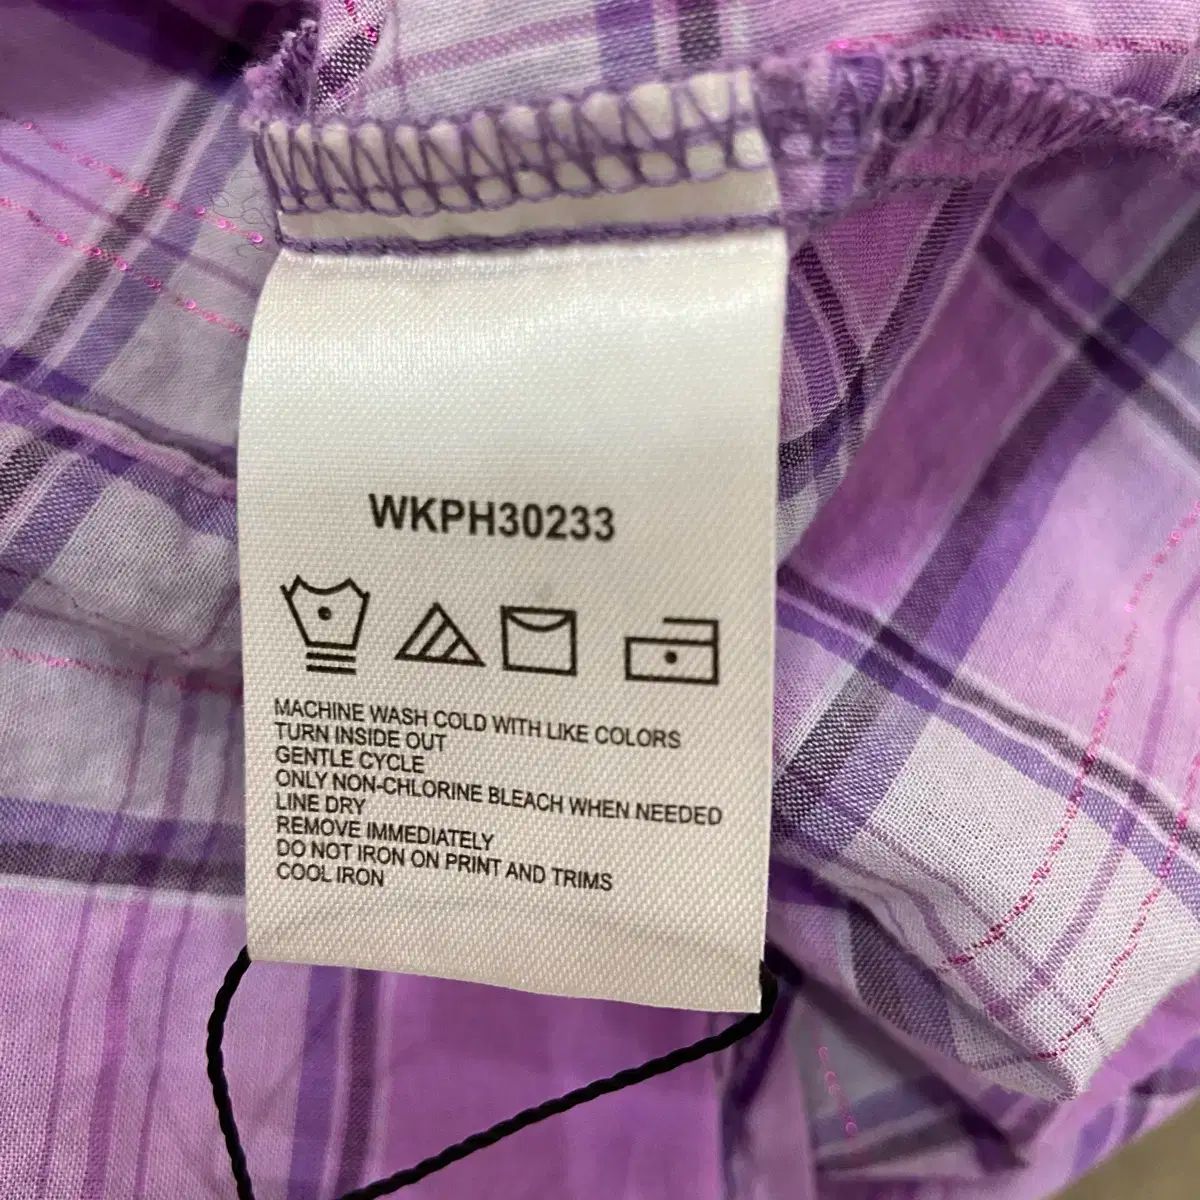 WKPH30233
MACHINE WASH COLD WITH LIKE COLORS
TURN INSIDE OUT
GENTLE CYCLE
ONLY NON-CHLORINE BLEACH WHEN NEEDED
LINE DRY
REMOVE IMMEDIATELY
DO NOT IRON ON PRINT AND TRIMS
COOL IRON